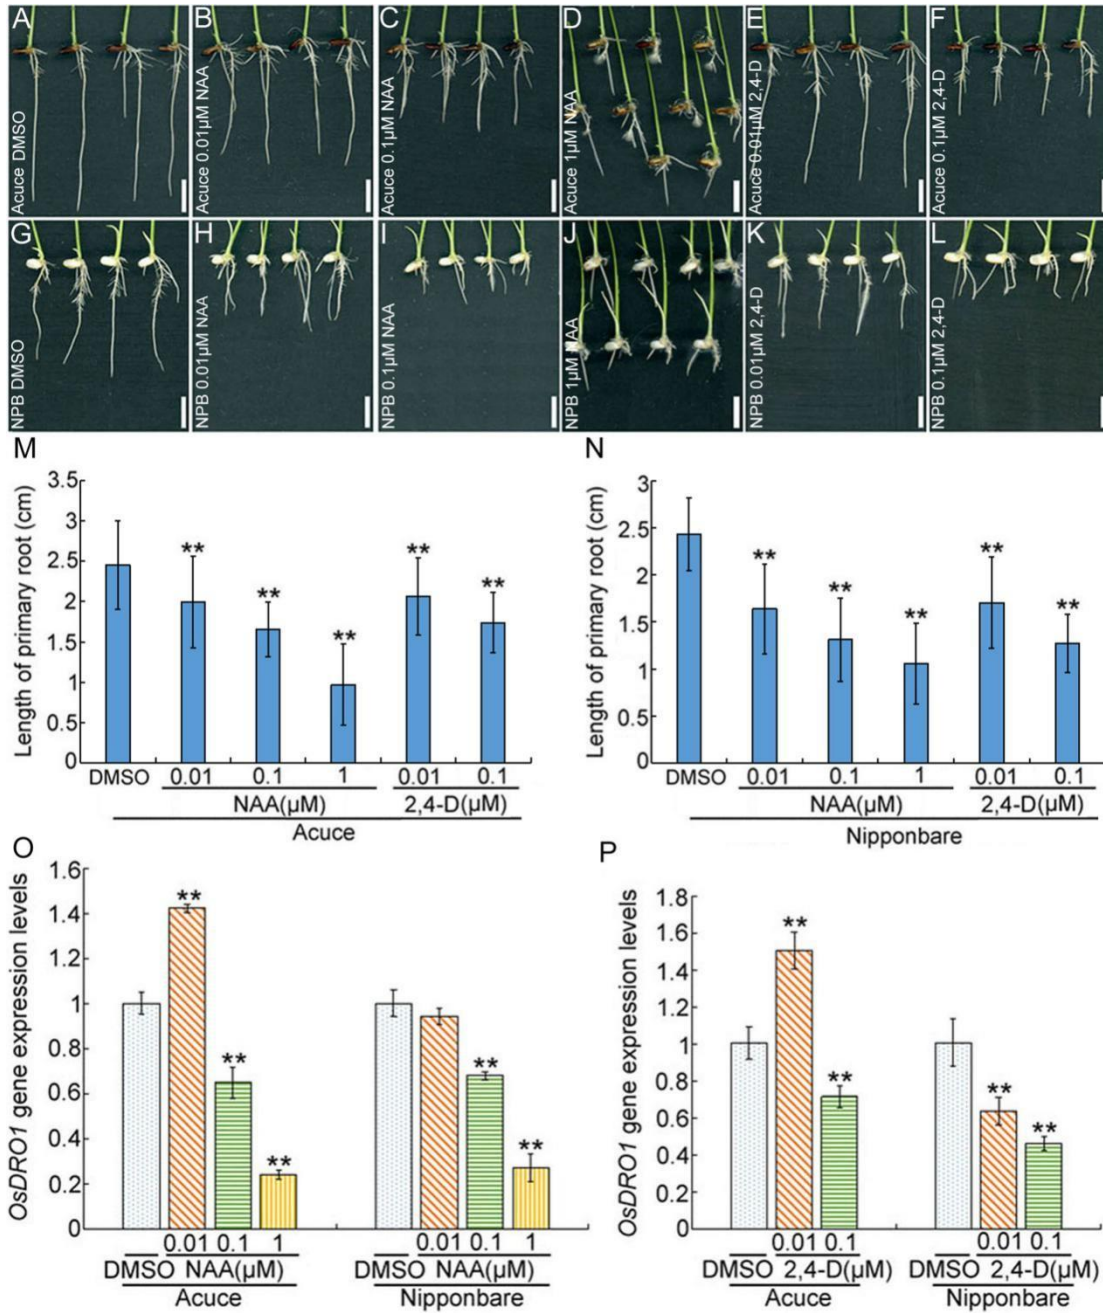 A
B
C
D
E
F
Acuce DMSO
Acuce 0.01μM NAA
Acuce 0.1μM NAA
Acuce 1μM NAA
Acuce 0.01μM 2,4-D
Acuce 0.1μM 2,4-D
G
H
I
J
K
L
NPB DMSO
NPB 0.01μM NAA
NPB 0.1μM NAA
NPB 1μM NAA
NPB 0.01μM 2,4-D
NPB 0.1μM 2,4-D
M
Length of primary root (cm)
3.5
3
2.5
2
1.5
1
0.5
0
** ** ** ** **
DMSO 0.01 0.1 1 0.01 0.1
NAA(μM) 2,4-D(μM)
Acuce
N
Length of primary root (cm)
3
2.5
2
1.5
1
0.5
0
** ** ** ** **
DMSO 0.01 0.1 1 0.01 0.1
NAA(μM) 2,4-D(μM)
Nipponbare
O
OsDRO1 gene expression levels
1.6
1.4
1.2
1
0.8
0.6
0.4
0.2
0
** ** ** ** **
0.01 0.1 1 0.01 0.1 1
DMSO NAA(μM) DMSO NAA(μM)
Acuce Nipponbare
P
OsDRO1 gene expression levels
1.8
1.6
1.4
1.2
1
0.8
0.6
0.4
0.2
0
** ** ** **
0.01 0.1 0.01 0.1
DMSO 2,4-D(μM) DMSO 2,4-D(μM)
Acuce Nipponbare